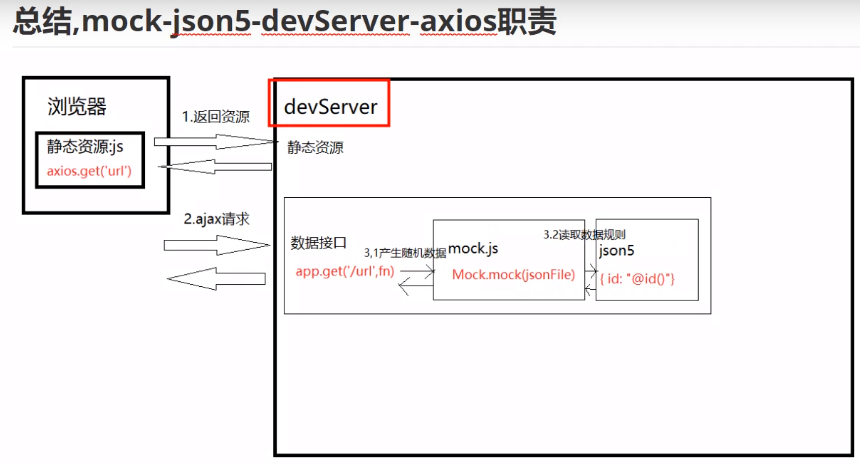 总结,mock-json5-devServer-axios职责
浏览器
静态资源:js
axios.get('url')
1.返回资源
2.ajax请求
devServer
静态资源
数据接口
app.get('/url',fn)
3,1产生随机数据
mock.js
Mock.mock(jsonFile)
3.2读取数据规则
json5
{ id: "@id()"}